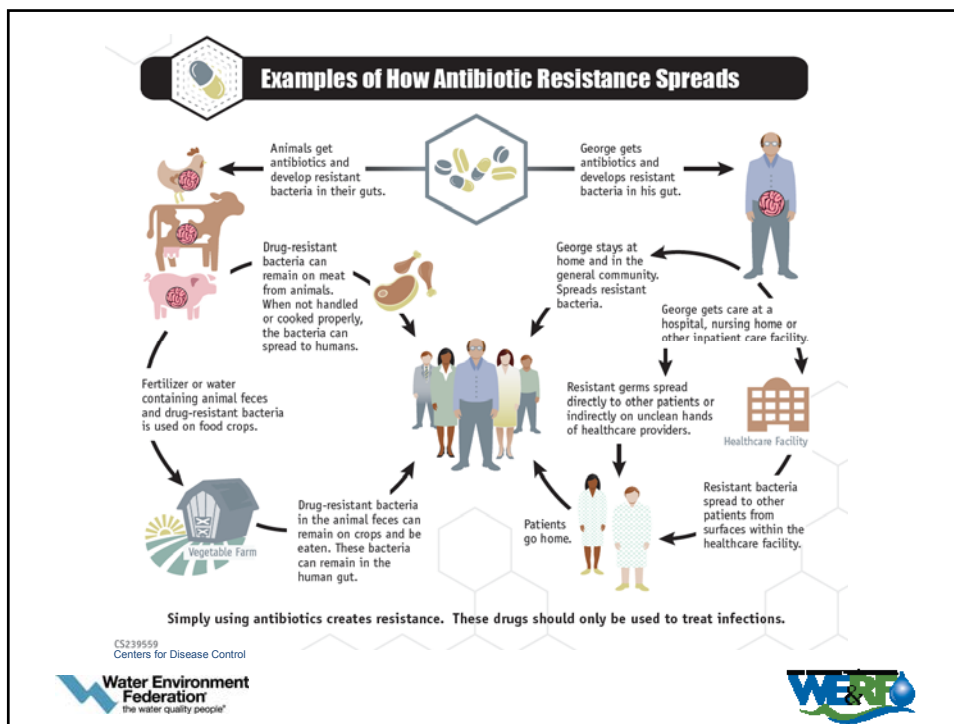 Examples of How Antibiotic Resistance Spreads
Animals get
antibiotics and
develop resistant
bacteria in their guts.
George gets
antibiotics and
develops resistant
bacteria in his gut.
Drug-resistant
bacteria can
remain on meat
from animals.
When not handled
or cooked properly,
the bacteria can
spread to humans.
George stays at
home and in the
general community.
Spreads resistant
bacteria.
George gets care at a
hospital, nursing home or
other inpatient care facility.
Fertilizer or water
containing animal feces
and drug-resistant bacteria
is used on food crops.
Resistant germs spread
directly to other patients or
indirectly on unclean hands
of healthcare providers.
Healthcare Facility
Vegetable Farm
Drug-resistant bacteria
in the animal feces can
remain on crops and be
eaten. These bacteria
can remain in the
human gut.
Patients
go home.
Resistant bacteria
spread to other
patients from
surfaces within the
healthcare facility.
Simply using antibiotics creates resistance. These drugs should only be used to treat infections.
CS239559
Centers for Disease Control
Water Environment
Federation®
the water quality people®
WE&RF